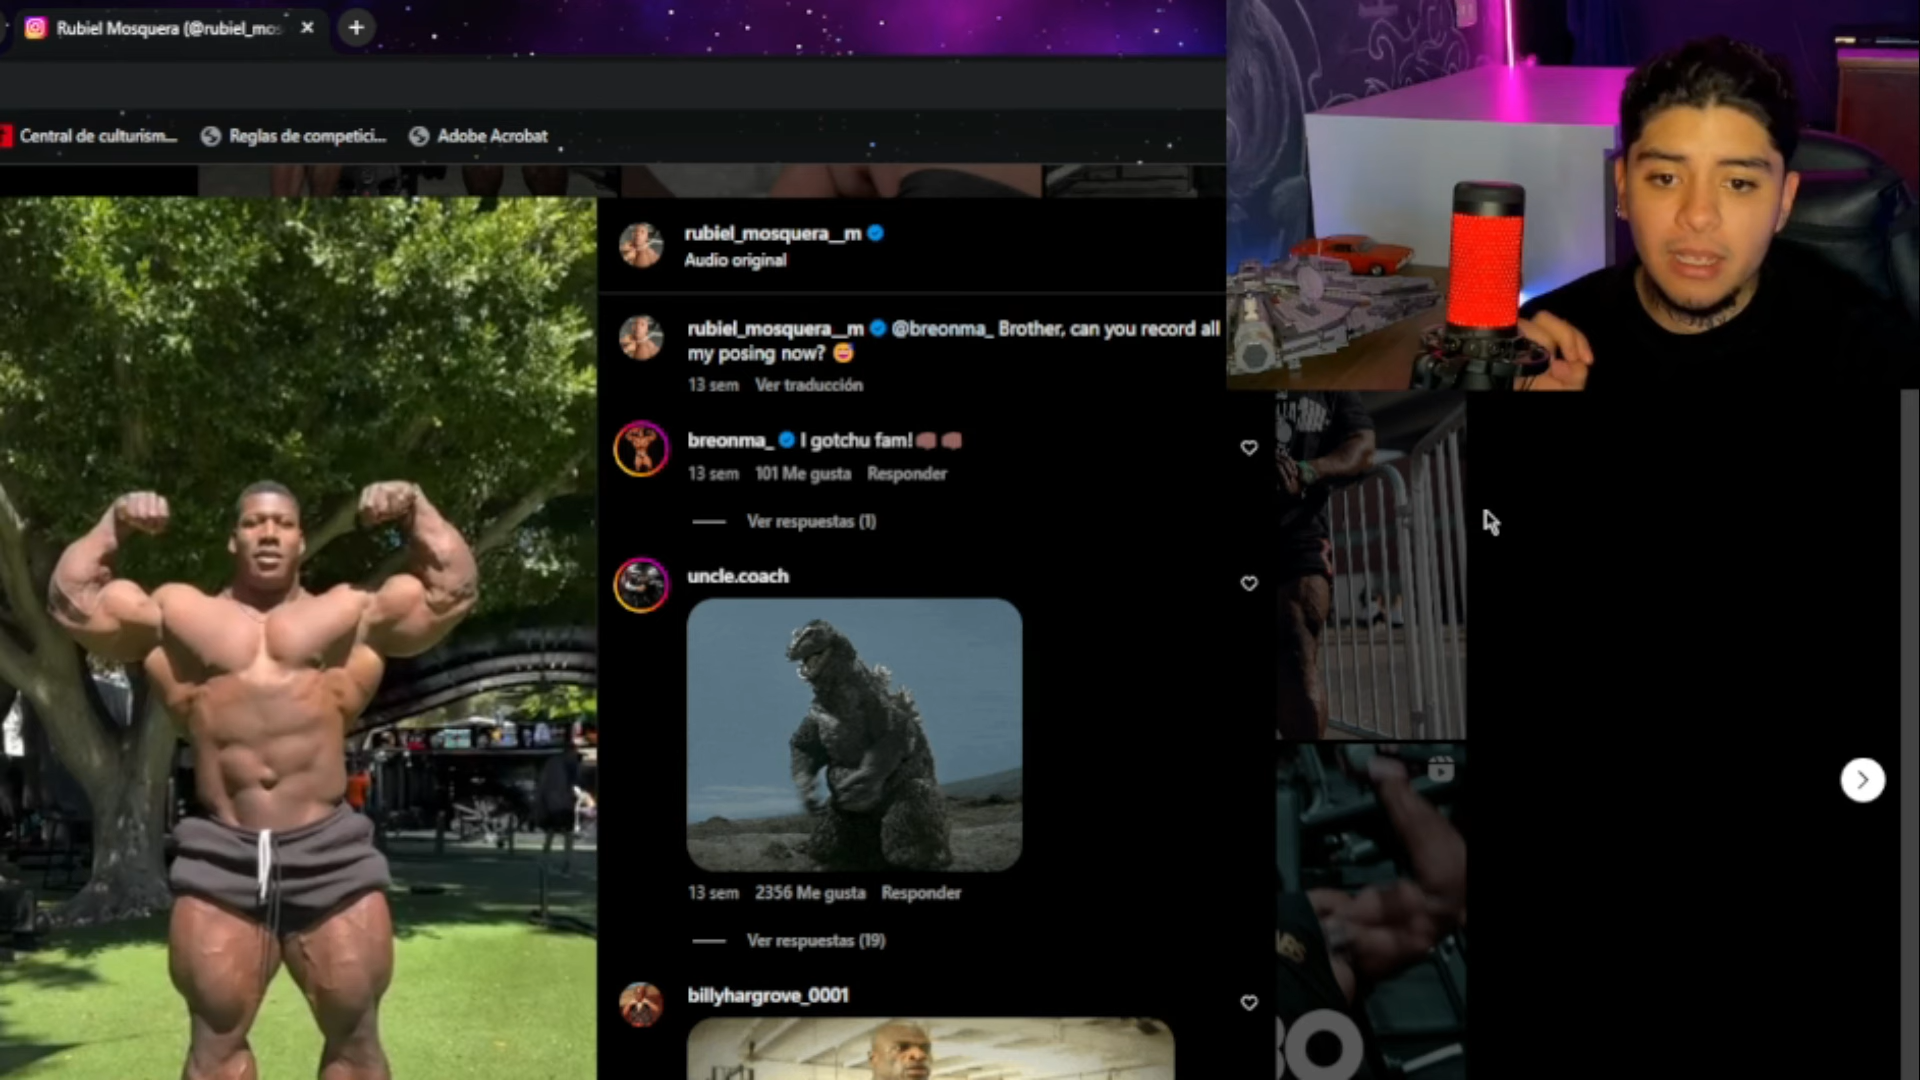 Rubiel Mosquera (@rubiel_mos
Central de culturism...
Reglas de competici...
Adobe Acrobat
rubiel_mosquera__m
Audio original
rubiel_mosquera__m @breonma_ Brother, can you record all
my posing now? 😅
13 sem Ver traducción
breonma_ I gotchu fam!👊🏿👊🏿
13 sem 101 Me gusta Responder
Ver respuestas (1)
uncle.coach
13 sem 2356 Me gusta Responder
Ver respuestas (19)
billyhargrove_0001